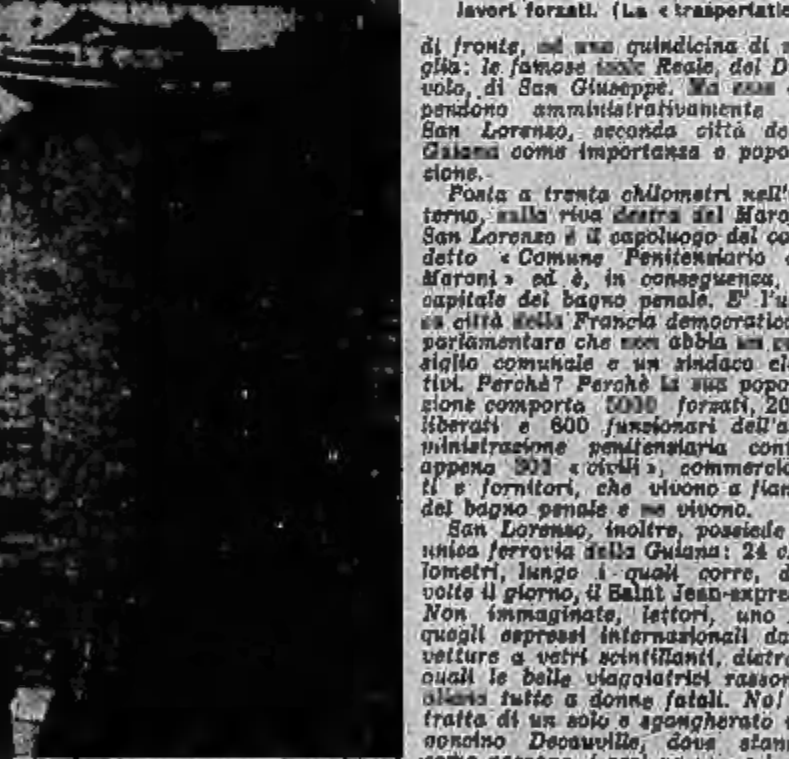 lavori forzati. (La « trasportatio
di fronte, ad una quindicina di m
glia: le famose isole Reale, del D
volo, di San Giuseppe. Ma esse
pendono amministrativamente
San Lorenzo, seconda città de
Guiana come importanza e popo
sione.
Posta a trenta chilometri nell'
terno, sulla riva destra del Maro
San Lorenzo è il capoluogo del co
detto « Comune Penitenziario
Maroni » ed è, in conseguenza,
capitale del bagno penale. E' l'u
ca città della Francia democratica
parlamentare che non abbia un co
siglio comunale e un sindaco el
tivi. Perchè? Perchè la sua popo
zione comporta 5000 forzati, 20
liberati e 600 funzionari dell'a
ministrazione penitenziaria cont
appena « civili », commercia
ti e fornitori, che vivono a fian
del bagno penale e ne vivono.
San Lorenzo, inoltre, possiede
unica ferrovia della Guiana: 24 c
lometri, lungo i quali corre, d
volte il giorno, il Saint Jean-expre
Non immaginate, lettori, uno
quegli espressi internazionali da
vetture a vetri scintillanti, dietro
quali le belle viaggiatrici rasson
gliano tutte a donne fatali. No!
tratta di un solo e sgangherato
goncino Decauville, dove stan